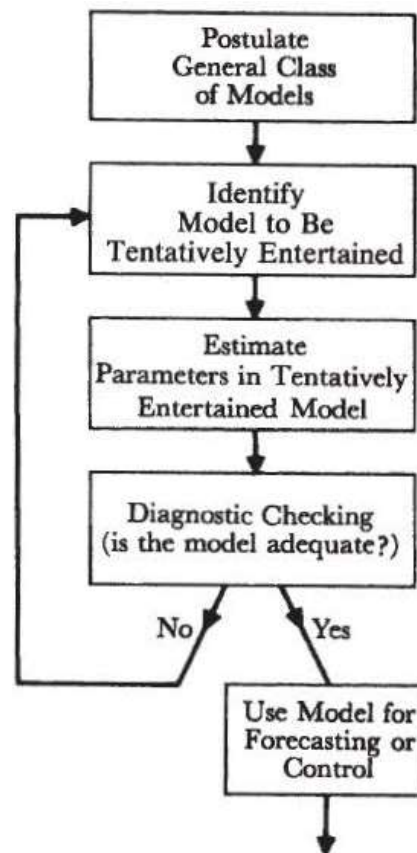 Postulate
General Class
of Models
Identify
Model to Be
Tentatively Entertained
Estimate
Parameters in Tentatively
Entertained Model
Diagnostic Checking
(is the model adequate?)
No
Yes
Use Model for
Forecasting or
Control